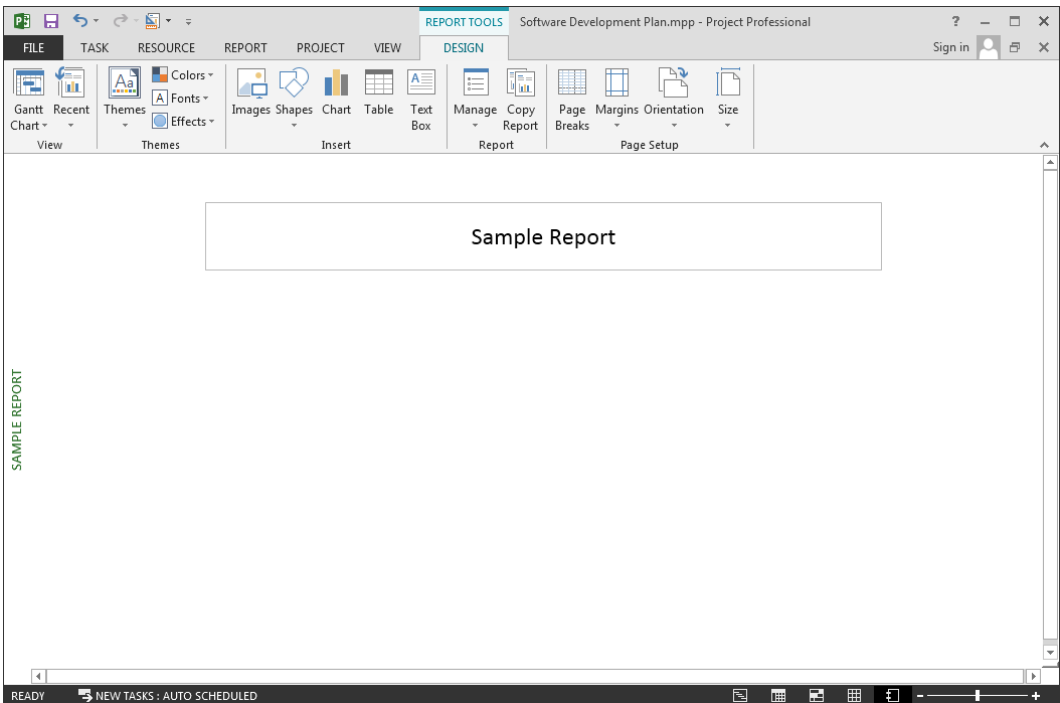 REPORT TOOLS Software Development Plan.mpp - Project Professional ?
FILE TASK RESOURCE REPORT PROJECT VIEW DESIGN Sign in
Gantt Chart Recent Themes Colors Fonts Effects Images Shapes Chart Table Text Box Manage Copy Report Page Breaks Margins Orientation Size
View Themes Insert Report Page Setup
Sample Report
SAMPLE REPORT
READY NEW TASKS : AUTO SCHEDULED